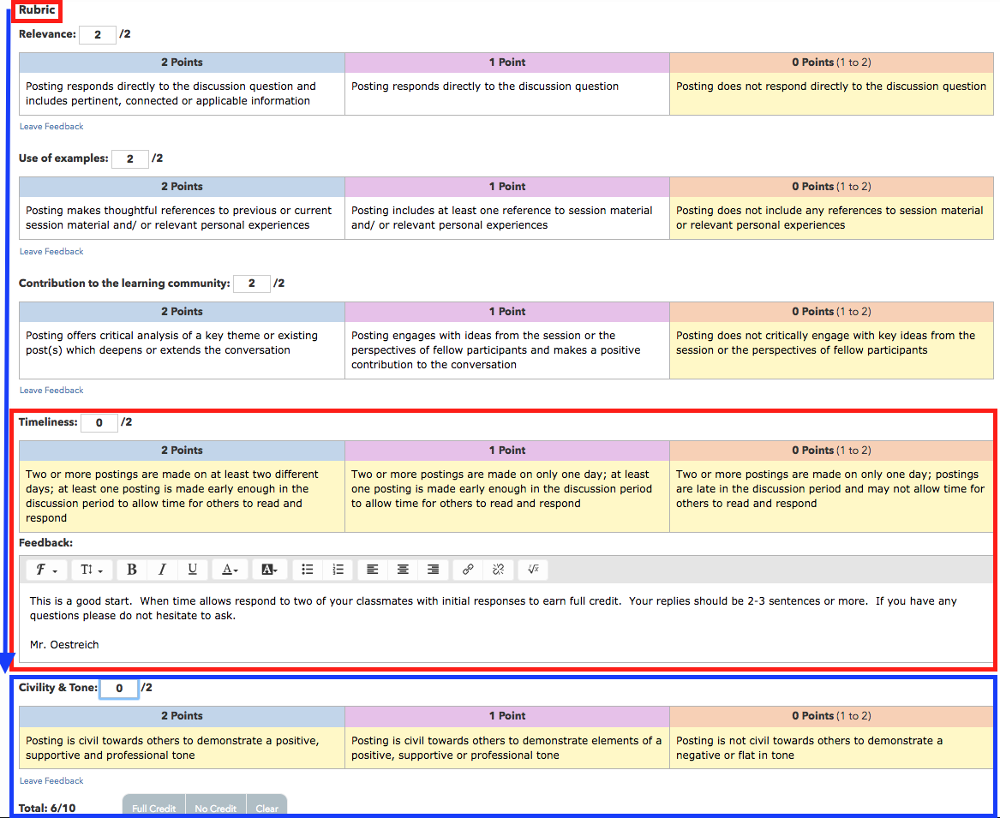 Rubric
Relevance: 2 /2
2 Points 1 Point 0 Points (1 to 2)
Posting responds directly to the discussion question and
includes pertinent, connected or applicable information
Posting responds directly to the discussion question
Posting does not respond directly to the discussion question
Leave Feedback
Use of examples: 2 /2
2 Points 1 Point 0 Points (1 to 2)
Posting makes thoughtful references to previous or current
session material and/ or relevant personal experiences
Posting includes at least one reference to session material
and/ or relevant personal experiences
Posting does not include any references to session material
or relevant personal experiences
Leave Feedback
Contribution to the learning community: 2 /2
2 Points 1 Point 0 Points (1 to 2)
Posting offers critical analysis of a key theme or existing
post(s) which deepens or extends the conversation
Posting engages with ideas from the session or the
perspectives of fellow participants and makes a positive
contribution to the conversation
Posting does not critically engage with key ideas from the
session or the perspectives of fellow participants
Leave Feedback
Timeliness: 0 /2
2 Points 1 Point 0 Points (1 to 2)
Two or more postings are made on at least two different
days; at least one posting is made early enough in the
discussion period to allow time for others to read and
respond
Two or more postings are made on only one day; at least
one posting is made early enough in the discussion period
to allow time for others to read and respond
Two or more postings are made on only one day; postings
are late in the discussion period and may not allow time for
others to read and respond
Feedback:
F T B I U A A √x
This is a good start. When time allows respond to two of your classmates with initial responses to earn full credit. Your replies should be 2-3 sentences or more. If you have any
questions please do not hesitate to ask.
Mr. Oestreich
Civility & Tone: 0 /2
2 Points 1 Point 0 Points (1 to 2)
Posting is civil towards others to demonstrate a positive,
supportive and professional tone
Posting is civil towards others to demonstrate elements of a
positive, supportive or professional tone
Posting is not civil towards others to demonstrate a
negative or flat in tone
Leave Feedback
Total: 6/10 Full Credit No Credit Clear